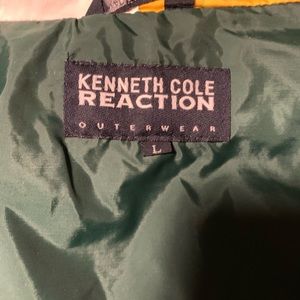 KENNETH COLE
REACTION
OUTERWEAR
L